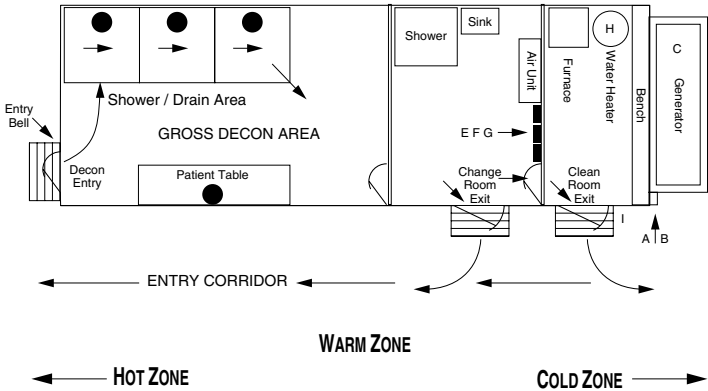 Sink
Shower
H
C
Air Unit
Furnace
Water Heater
Bench
Generator
Shower / Drain Area
Entry
Bell
GROSS DECON AREA
E F G
Decon
Entry
Patient Table
Change
Room
Exit
Clean
Room
Exit
I
A B
ENTRY CORRIDOR
WARM ZONE
HOT ZONE
COLD ZONE